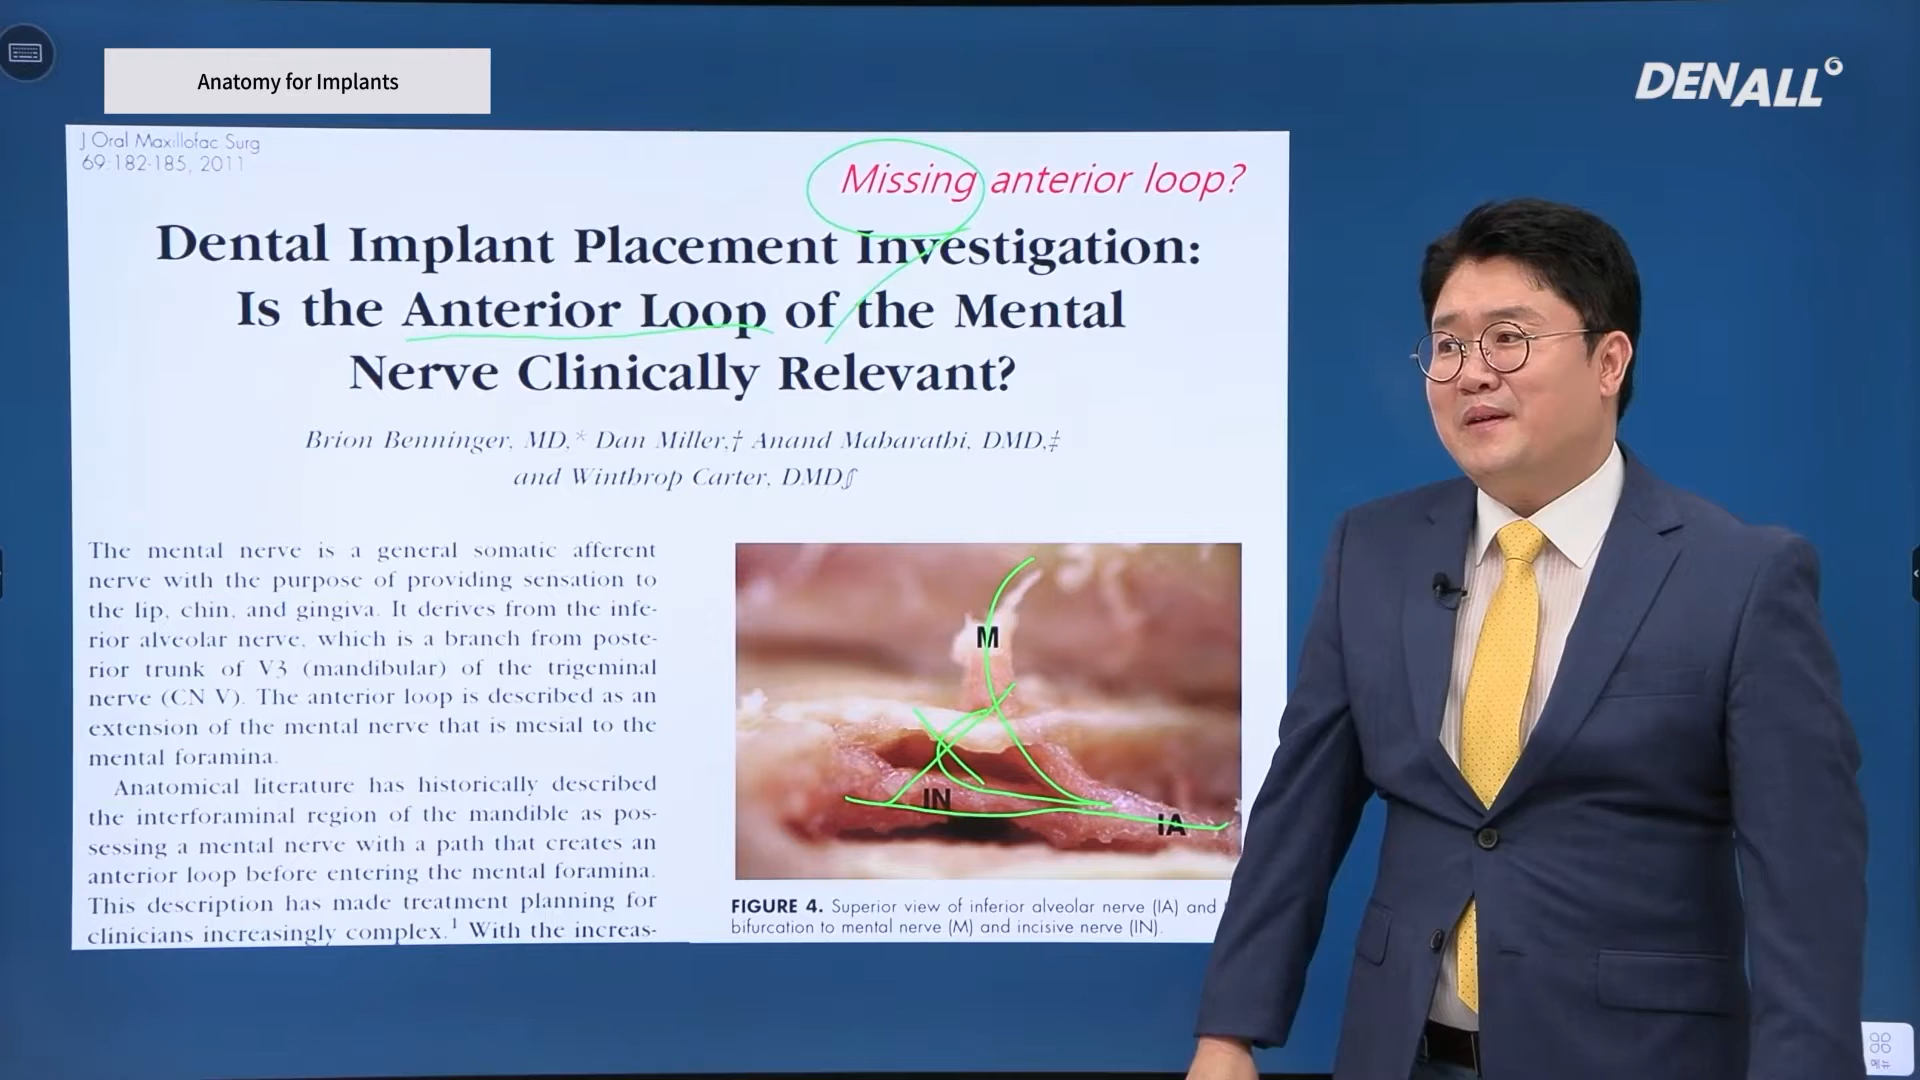 Anatomy for Implants
DENALL
J Oral Maxillofac Surg
69:182-185, 2011
Missing anterior loop?
Dental Implant Placement Investigation:
Is the Anterior Loop of the Mental
Nerve Clinically Relevant?
Brion Benninger, MD,* Dan Miller,† Anand Maharathi, DMD,‡
and Winthrop Carter, DMD§
The mental nerve is a general somatic afferent
nerve with the purpose of providing sensation to
the lip, chin, and gingiva. It derives from the infe-
rior alveolar nerve, which is a branch from poste-
rior trunk of V3 (mandibular) of the trigeminal
nerve (CN V). The anterior loop is described as an
extension of the mental nerve that is mesial to the
mental foramina.
Anatomical literature has historically described
the interforaminal region of the mandible as pos-
sessing a mental nerve with a path that creates an
anterior loop before entering the mental foramina.
This description has made treatment planning for
clinicians increasingly complex.¹ With the increas-
M
IN
IA
FIGURE 4. Superior view of inferior alveolar nerve (IA) and
bifurcation to mental nerve (M) and incisive nerve (IN).